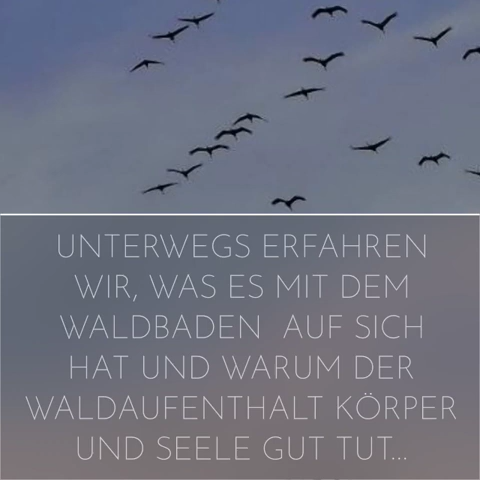 UNTERWEGS ERFAHREN
WIR, WAS ES MIT DEM
WALDBADEN AUF SICH
HAT UND WARUM DER
WALDAUFENTHALT KÖRPER
UND SEELE GUT TUT...